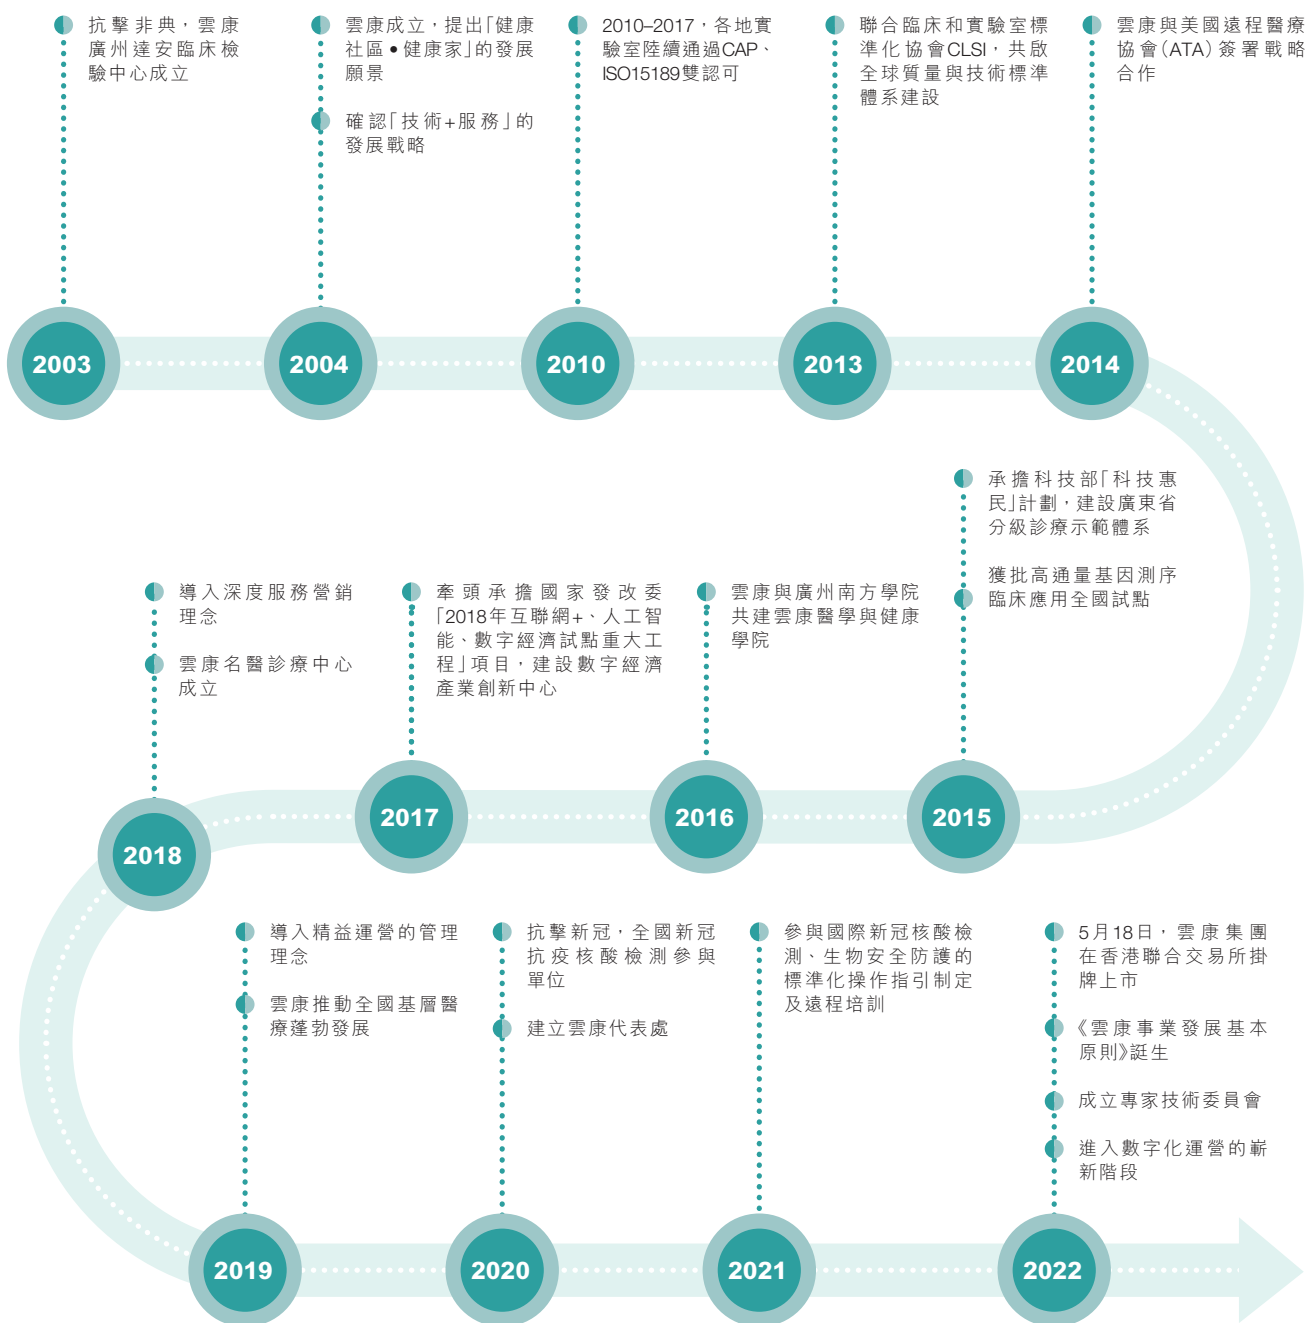 抗擊非典，雲康
廣州達安臨床檢
驗中心成立
雲康成立，提出「健康
社區•健康家」的發展
願景
確認「技術+服務」的
發展戰略
2010–2017，各地實
驗室陸續通過CAP、
ISO15189雙認可
聯合臨床和實驗室標
準化協會CLSI，共啟
全球質量與技術標準
體系建設
雲康與美國遠程醫療
協會(ATA)簽署戰略
合作
2003
2004
2010
2013
2014
承擔科技部「科技惠
民」計劃，建設廣東省
分級診療示範體系
獲批高通量基因測序
臨床應用全國試點
雲康與廣州南方學院
共建雲康醫學與健康
學院
牽頭承擔國家發改委
「2018年互聯網+、人工智
能、數字經濟試點重大工
程」項目，建設數字經濟
產業創新中心
導入深度服務營銷
理念
雲康名醫診療中心
成立
2015
2016
2017
2018
導入精益運營的管理
理念
雲康推動全國基層醫
療蓬勃發展
抗擊新冠，全國新冠
抗疫核酸檢測參與
單位
建立雲康代表處
參與國際新冠核酸檢
測、生物安全防護的
標準化操作指引制定
及遠程培訓
5月18日，雲康集團
在香港聯合交易所掛
牌上市
《雲康事業發展基本
原則》誕生
成立專家技術委員會
進入數字化運營的嶄
新階段
2019
2020
2021
2022